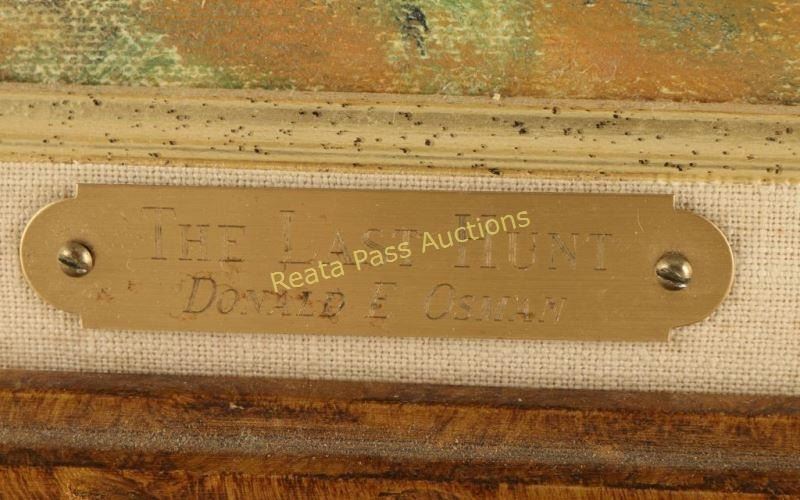 THE LAST HUNT
Reata Pass Auctions
DONALD E OSMAN